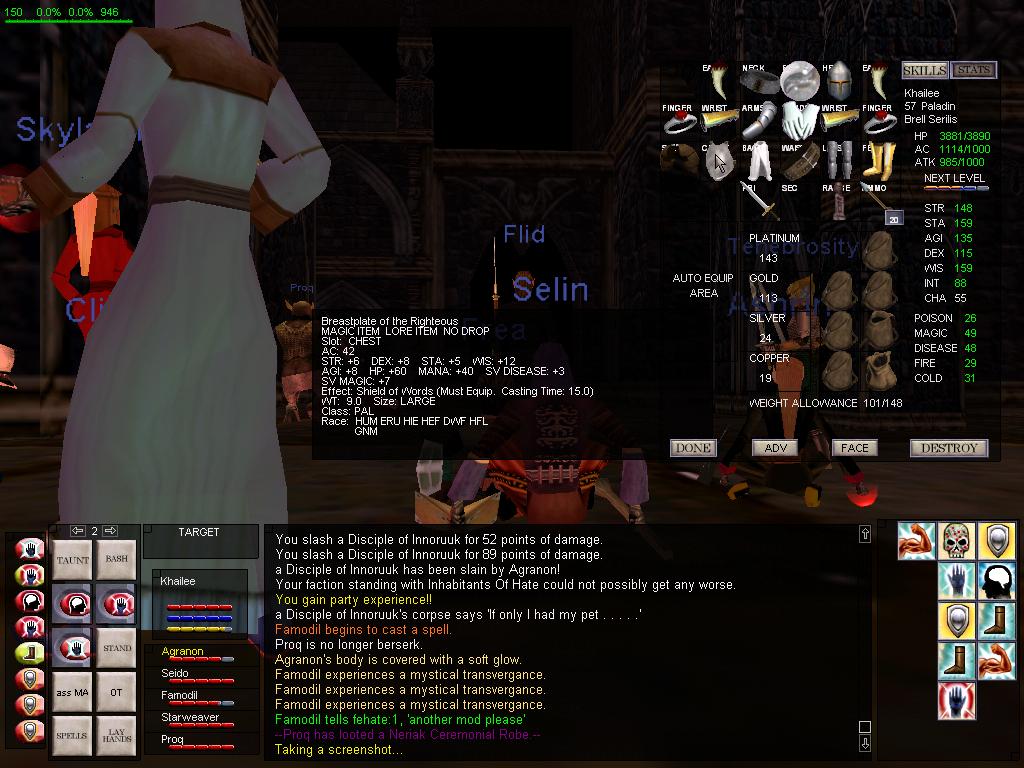 150 0.0% 0.0% 946
SKILLS STATS
NECK
Khailee
57 Paladin
Brell Serilis
FINGER WRIST ARMS WRIST FINGER
HP 3881/3890
AC 1114/1000
ATK 985/1000
NEXT LEVEL
PRI SEC RANGE AMMO
20
STR 148
STA 159
AGI 135
DEX 115
WIS 159
INT 88
CHA 55
POISON 26
MAGIC 49
DISEASE 48
FIRE 29
COLD 31
PLATINUM
143
AUTO EQUIP
AREA
GOLD
113
SILVER
24
COPPER
19
WEIGHT ALLOWANCE 101/148
DONE ADV FACE DESTROY
Flid
Selin
Proq
Tenebrosity
Breastplate of the Righteous
MAGIC ITEM LORE ITEM NO DROP
Slot: CHEST
AC: 42
STR: +6 DEX: +8 STA: +5 WIS: +12
AGI: +8 HP: +60 MANA: +40 SV DISEASE: +3
SV MAGIC: +7
Effect: Shield of Words (Must Equip. Casting Time: 15.0)
WT: 9.0 Size: LARGE
Class: PAL
Race: HUM ERU HIE HEF DWF HFL
GNM
2
TAUNT BASH
STAND
ass MA OT
SPELLS LAY HANDS
TARGET
Khailee
Agranon
Seido
Famodil
Starweaver
Proq
You slash a Disciple of Innoruuk for 52 points of damage.
You slash a Disciple of Innoruuk for 89 points of damage.
a Disciple of Innoruuk has been slain by Agranon!
Your faction standing with Inhabitants Of Hate could not possibly get any worse.
You gain party experience!!
a Disciple of Innoruuk's corpse says 'If only I had my pet . . . . .'
Famodil begins to cast a spell.
Proq is no longer berserk.
Agranon's body is covered with a soft glow.
Famodil experiences a mystical transvergance.
Famodil experiences a mystical transvergance.
Famodil experiences a mystical transvergance.
Famodil tells fehate:1, 'another mod please'
--Proq has looted a Neriak Ceremonial Robe --
Taking a screenshot...